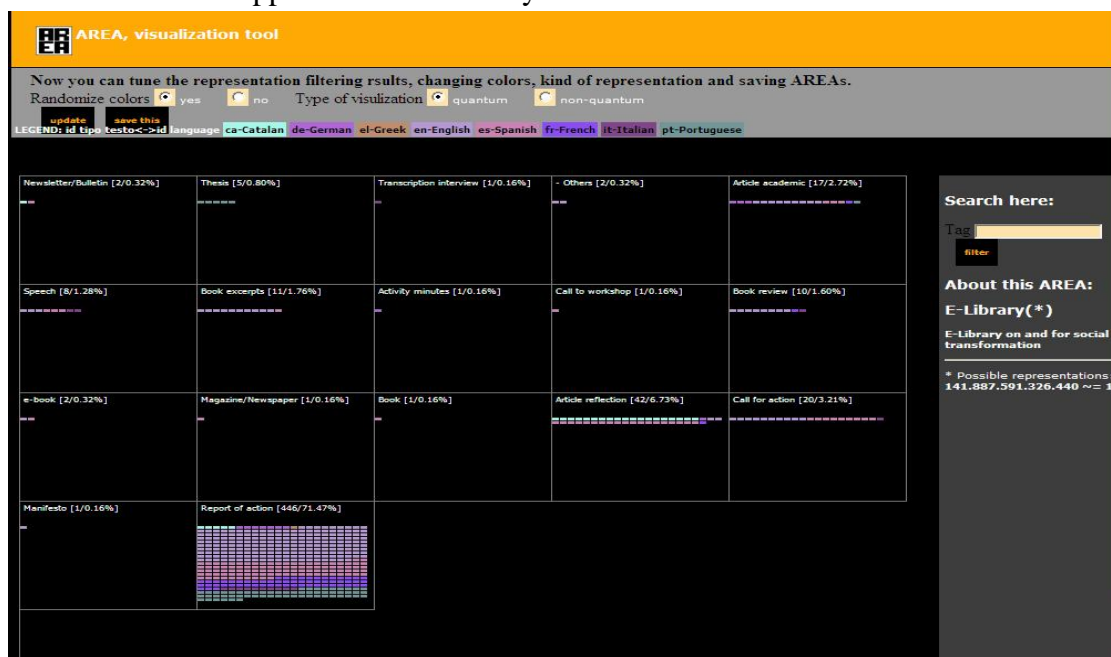 AREA
AREA, visualization tool
Now you can tune the representation filtering rsults, changing colors, kind of representation and saving AREAs.
Randomize colors yes no Type of visulization quantum non-quantum
update save this
LEGEND: id tipo testo<->id language ca-Catalan de-German el-Greek en-English es-Spanish fr-French it-Italian pt-Portuguese
Newsletter/Bulletin [2/0.32%] Thesis [5/0.80%] Transcription interview [1/0.16%] - Others [2/0.32%] Article academic [17/2.72%]
Speech [8/1.28%] Book excerpts [11/1.76%] Activity minutes [1/0.16%] Call to workshop [1/0.16%] Book review [10/1.60%]
e-book [2/0.32%] Magazine/Newspaper [1/0.16%] Book [1/0.16%] Article reflection [42/6.73%] Call for action [20/3.21%]
Manifesto [1/0.16%] Report of action [446/71.47%]
Search here:
Tag
filter
About this AREA:
E-Library(*)
E-Library on and for social
transformation
* Possible representations
141.887.591.326.440 ~= 1